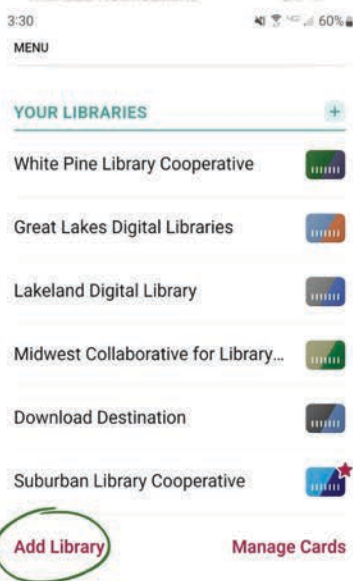 3:30 60%
MENU
YOUR LIBRARIES +
White Pine Library Cooperative
Great Lakes Digital Libraries
Lakeland Digital Library
Midwest Collaborative for Library...
Download Destination
Suburban Library Cooperative
Add Library Manage Cards